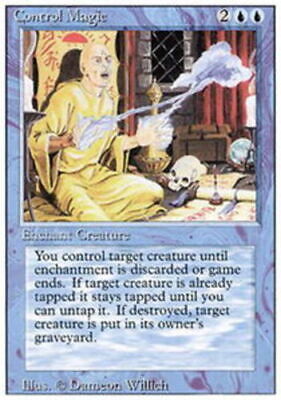 Control Magic 2
Enchant Creature
You control target creature until
enchantment is discarded or game
ends. If target creature is already
tapped it stays tapped until you
can untap it. If destroyed, target
creature is put in its owner's
graveyard.
Illus. © Dameon Willich